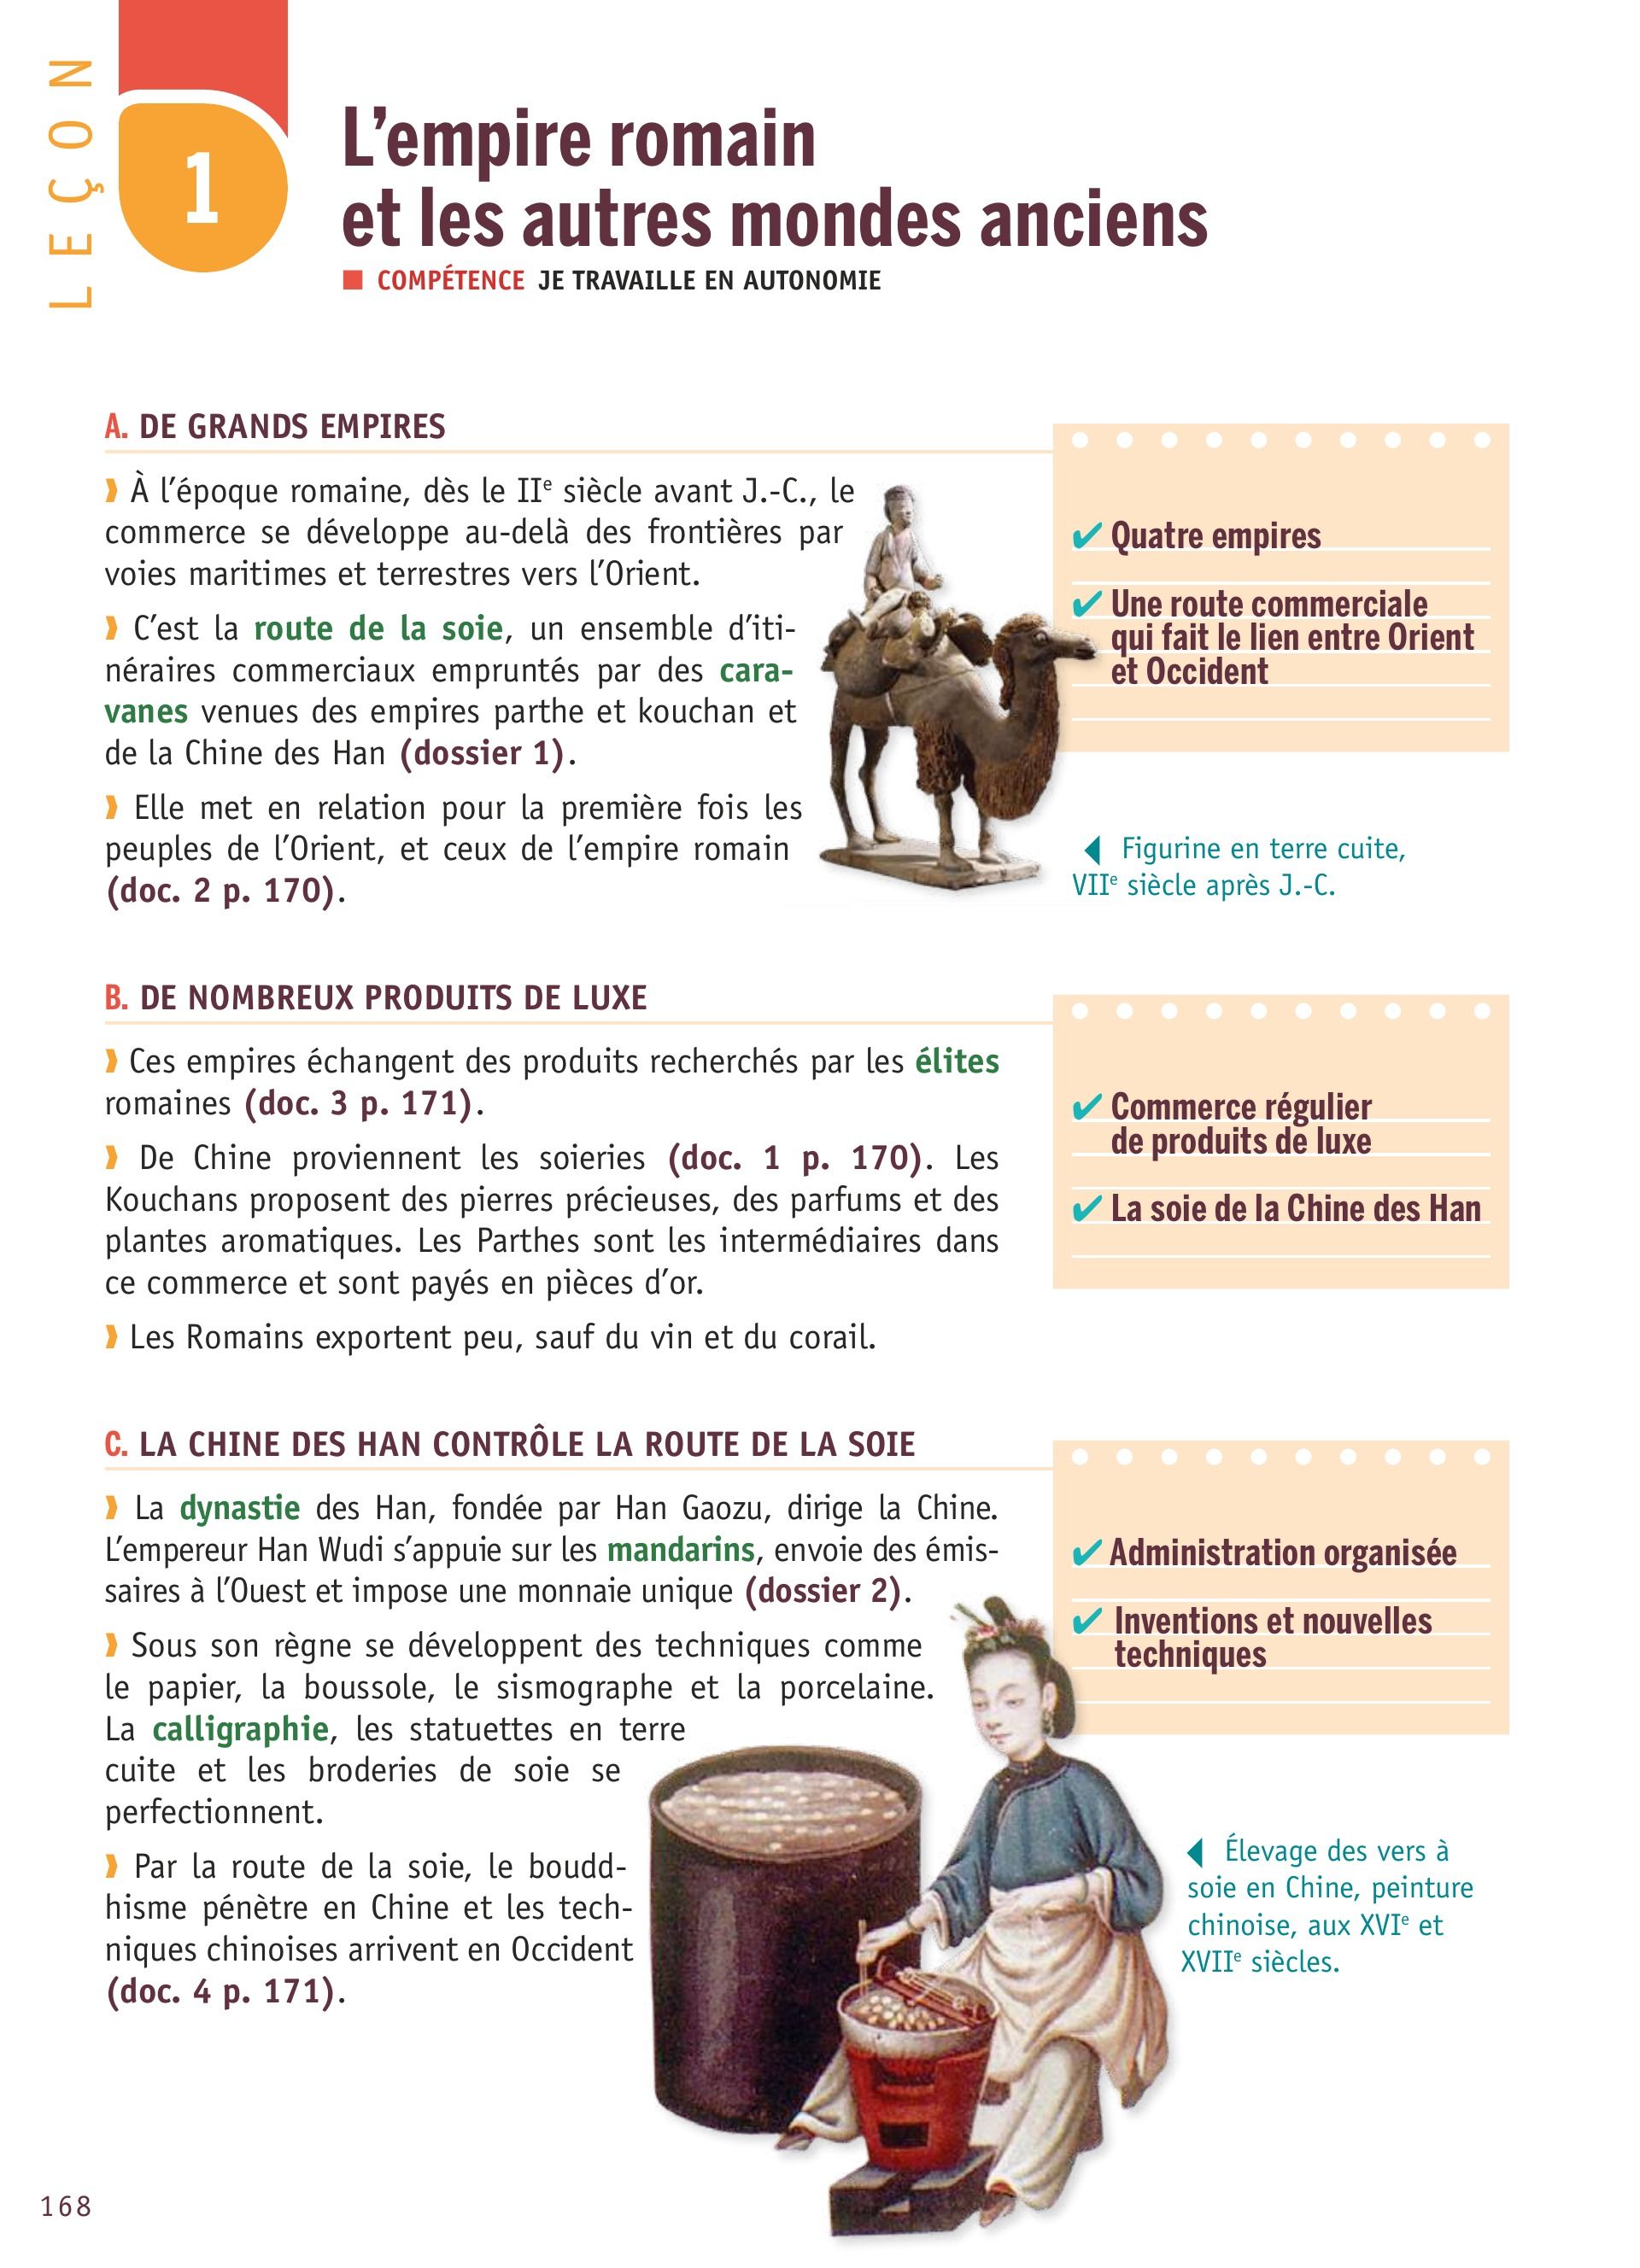 LEÇON
1
L'empire romain
et les autres mondes anciens
■ COMPÉTENCE JE TRAVAILLE EN AUTONOMIE
A. DE GRANDS EMPIRES
❱ À l'époque romaine, dès le IIe siècle avant J.-C., le
commerce se développe au-delà des frontières par
voies maritimes et terrestres vers l'Orient.
❱ C'est la route de la soie, un ensemble d'iti-
néraires commerciaux empruntés par des cara-
vanes venues des empires parthe et kouchan et
de la Chine des Han (dossier 1).
❱ Elle met en relation pour la première fois les
peuples de l'Orient, et ceux de l'empire romain
(doc. 2 p. 170).
✔ Quatre empires
✔ Une route commerciale
qui fait le lien entre Orient
et Occident
◀ Figurine en terre cuite,
VIIe siècle après J.-C.
B. DE NOMBREUX PRODUITS DE LUXE
❱ Ces empires échangent des produits recherchés par les élites
romaines (doc. 3 p. 171).
❱ De Chine proviennent les soieries (doc. 1 p. 170). Les
Kouchans proposent des pierres précieuses, des parfums et des
plantes aromatiques. Les Parthes sont les intermédiaires dans
ce commerce et sont payés en pièces d'or.
❱ Les Romains exportent peu, sauf du vin et du corail.
✔ Commerce régulier
de produits de luxe
✔ La soie de la Chine des Han
C. LA CHINE DES HAN CONTRÔLE LA ROUTE DE LA SOIE
❱ La dynastie des Han, fondée par Han Gaozu, dirige la Chine.
L'empereur Han Wudi s'appuie sur les mandarins, envoie des émis-
saires à l'Ouest et impose une monnaie unique (dossier 2).
❱ Sous son règne se développent des techniques comme
le papier, la boussole, le sismographe et la porcelaine.
La calligraphie, les statuettes en terre
cuite et les broderies de soie se
perfectionnent.
❱ Par la route de la soie, le boudd-
hisme pénètre en Chine et les tech-
niques chinoises arrivent en Occident
(doc. 4 p. 171).
✔ Administration organisée
✔ Inventions et nouvelles
techniques
◀ Élevage des vers à
soie en Chine, peinture
chinoise, aux XVIe et
XVIIe siècles.
168